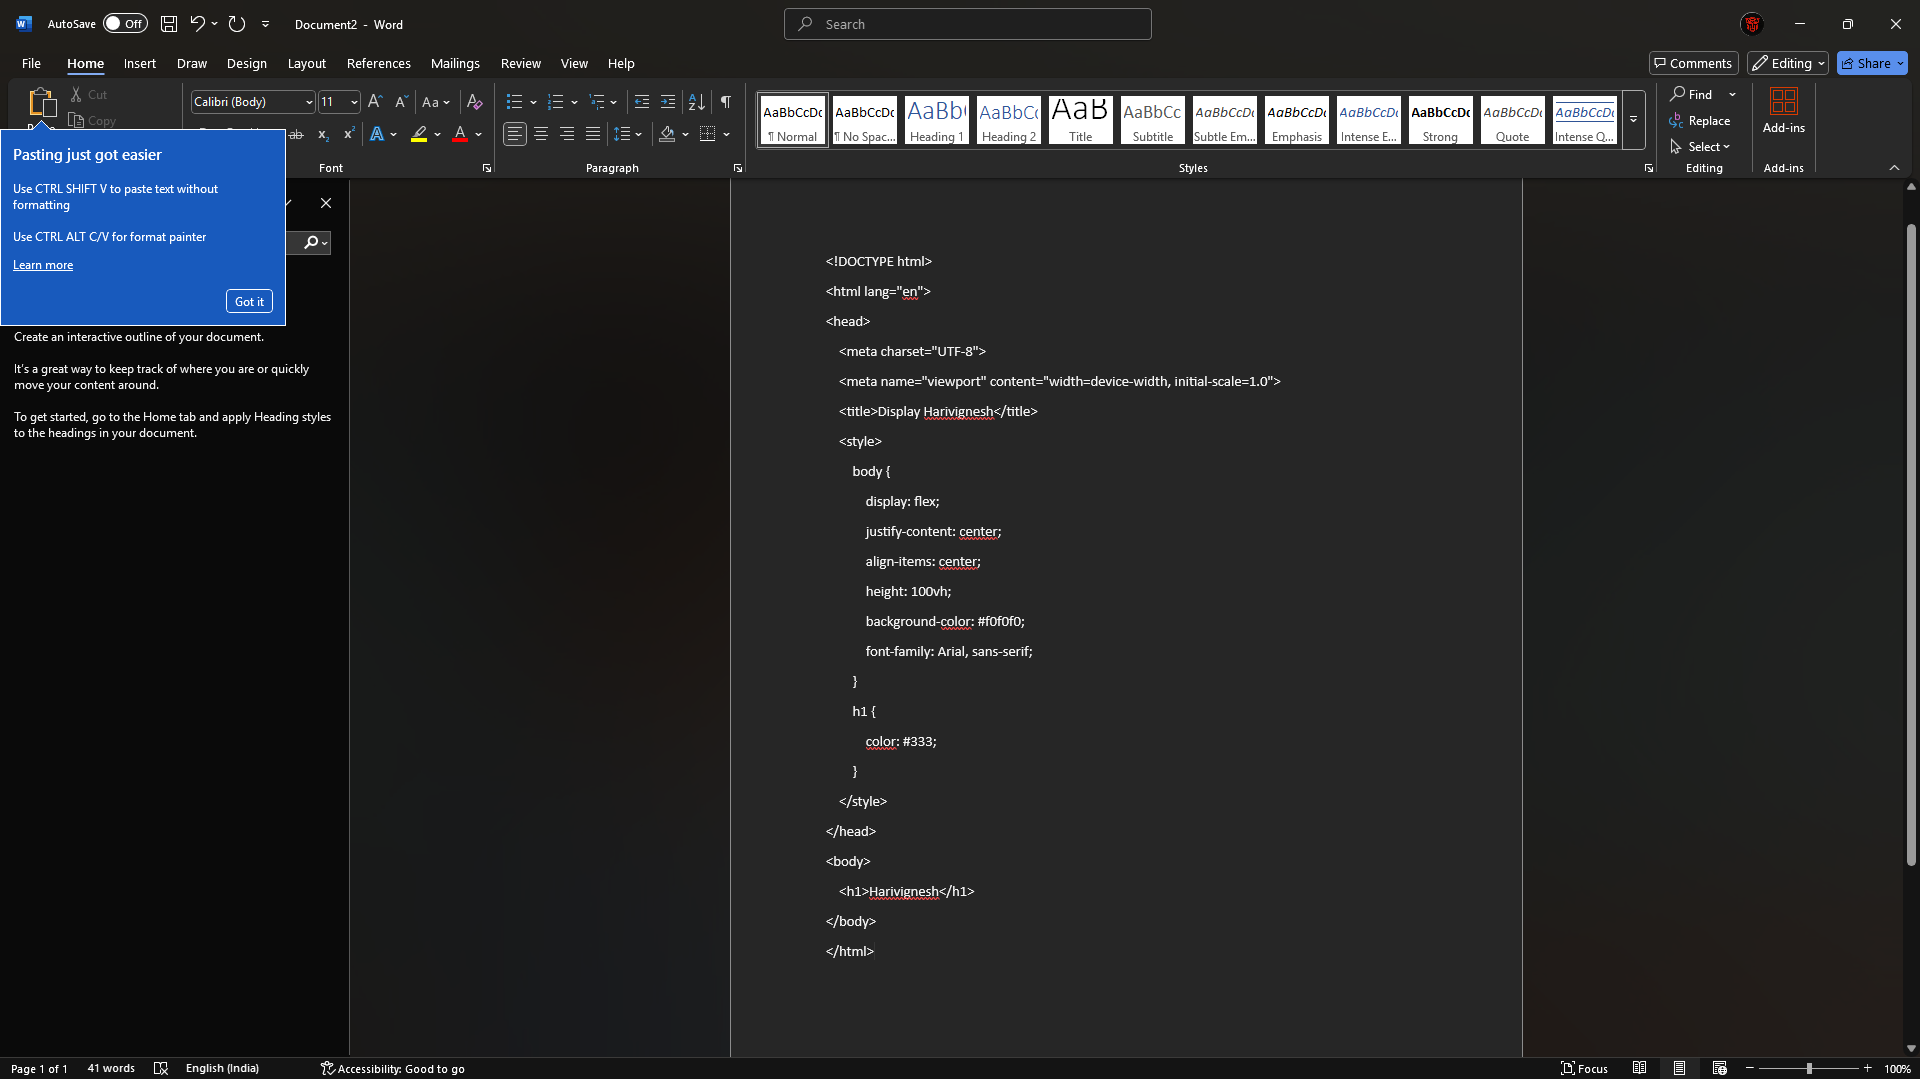 AutoSave Off Document2 - Word Search
File Home Insert Draw Design Layout References Mailings Review View Help Comments Editing Share
Cut
Copy
Calibri (Body) 11
Font
Paragraph
AaBbCcDc AaBbCcDc AaBbC AaBbCc AaB AaBbCc AaBbCcDc AaBbCcDc AaBbCcDc AaBbCcDc AaBbCcDc AaBbCcDc
¶ Normal ¶ No Spac... Heading 1 Heading 2 Title Subtitle Subtle Em... Emphasis Intense E... Strong Quote Intense Q...
Styles
Find
Replace
Select
Editing
Add-ins
Add-ins
Pasting just got easier
Use CTRL SHIFT V to paste text without
formatting
Use CTRL ALT C/V for format painter
Learn more
Got it
Create an interactive outline of your document.
It's a great way to keep track of where you are or quickly
move your content around.
To get started, go to the Home tab and apply Heading styles
to the headings in your document.
<!DOCTYPE html>
<html lang="en">
<head>
<meta charset="UTF-8">
<meta name="viewport" content="width=device-width, initial-scale=1.0">
<title>Display Harivignesh</title>
<style>
body {
display: flex;
justify-content: center;
align-items: center;
height: 100vh;
background-color: #f0f0f0;
font-family: Arial, sans-serif;
}
h1 {
color: #333;
}
</style>
</head>
<body>
<h1>Harivignesh</h1>
</body>
</html>
Page 1 of 1 41 words English (India) Accessibility: Good to go Focus 100%